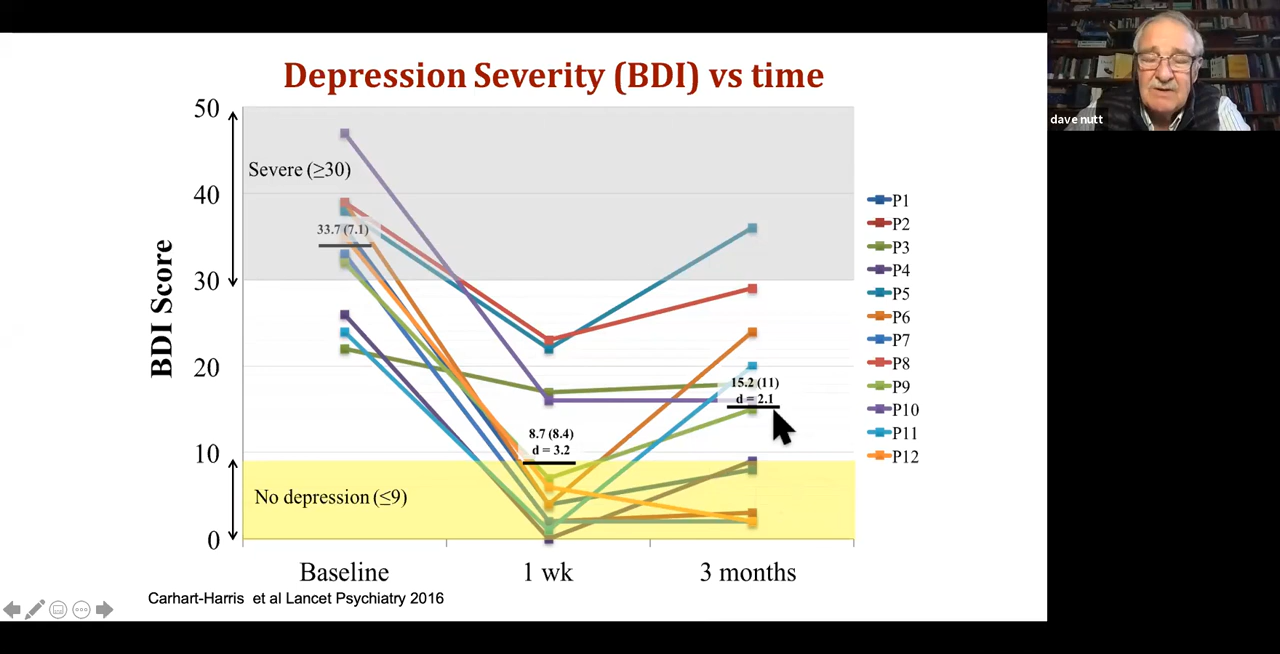 Depression Severity (BDI) vs time
dave nutt
50
40
30
20
10
0
BDI Score
Severe (≥30)
33.7 (7.1)
8.7 (8.4)
d = 3.2
15.2 (11)
d = 2.1
No depression (≤9)
Baseline
1 wk
3 months
P1
P2
P3
P4
P5
P6
P7
P8
P9
P10
P11
P12
Carhart-Harris et al Lancet Psychiatry 2016